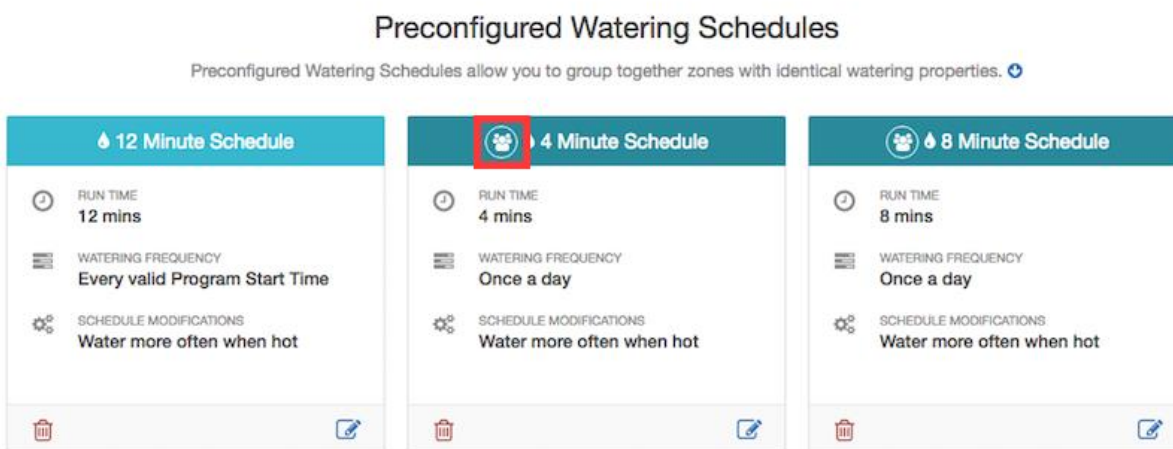 Preconfigured Watering Schedules
Preconfigured Watering Schedules allow you to group together zones with identical watering properties.
12 Minute Schedule
RUN TIME
12 mins
WATERING FREQUENCY
Every valid Program Start Time
SCHEDULE MODIFICATIONS
Water more often when hot
4 Minute Schedule
RUN TIME
4 mins
WATERING FREQUENCY
Once a day
SCHEDULE MODIFICATIONS
Water more often when hot
8 Minute Schedule
RUN TIME
8 mins
WATERING FREQUENCY
Once a day
SCHEDULE MODIFICATIONS
Water more often when hot